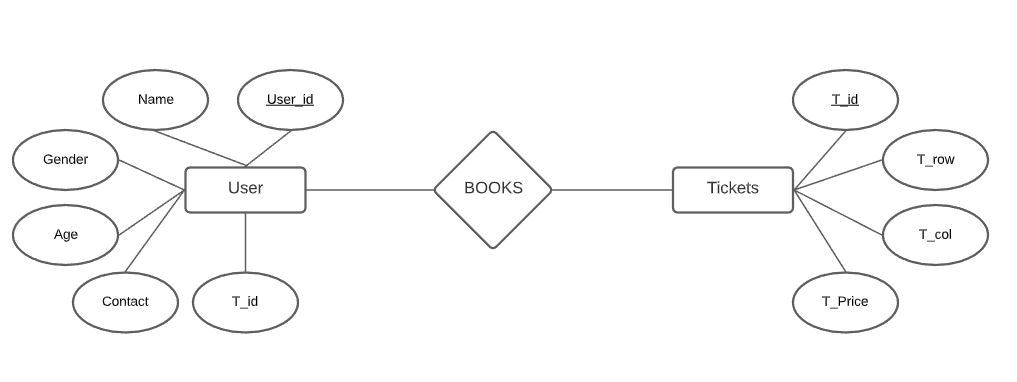 Name
User_id
T_id
Gender
T_row
User
BOOKS
Tickets
Age
T_col
Contact
T_id
T_Price